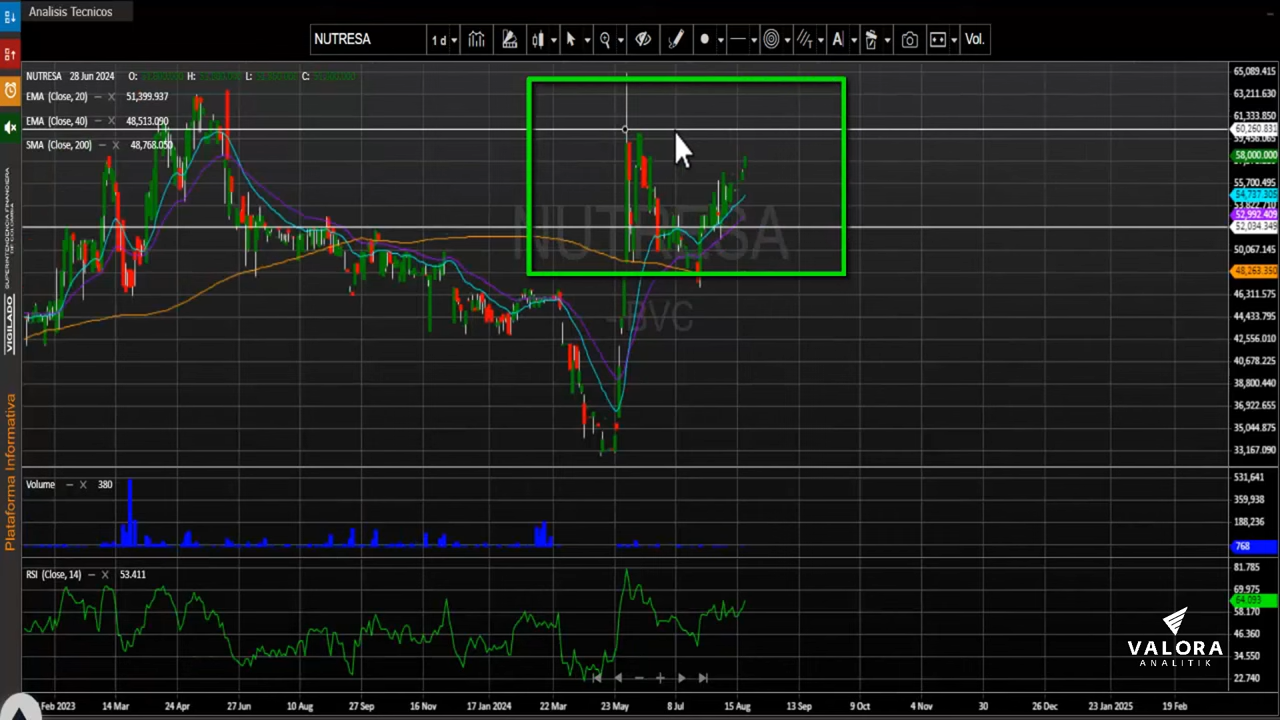 Analisis Tecnicos
NUTRESA
1 d
A
Vol.
NUTRESA 28 Jun 2024 O: H: L: C:
EMA (Close, 20) 51,399.937
EMA (Close, 40) 48,513.090
SMA (Close, 200) 48,768.050
NUTRESA
- BVC
65,089.415
63,211.630
61,333.850
60,260.831
58,000.000
55,700.495
54,737.305
52,992.409
52,034.349
50,067.145
48,263.350
46,311.575
44,433.795
42,556.010
40,678.225
38,800.440
36,922.655
35,044.875
33,167.090
Volume 380
531,641
359,938
188,236
768
RSI (Close, 14) 53.411
81.785
69.975
64.093
58.170
46.360
34.550
22.740
VALORA
ANALITIK
Feb 2023 14 Mar 24 Apr 27 Jun 10 Aug 27 Sep 16 Nov 17 Jan 2024 22 Mar 23 May 8 Jul 15 Aug 13 Sep 9 Oct 4 Nov 26 Dec 23 Jan 2025 19 Feb
VIGILADO
Plataforma Informativa